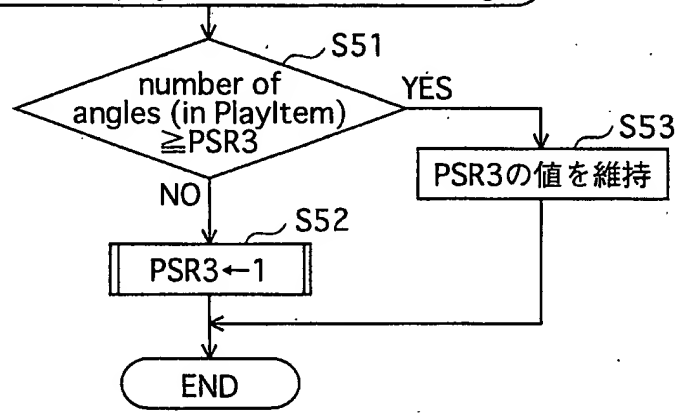 S51
number of
angles (in PlayItem)
≧PSR3
YES
S53
PSR3の値を維持
NO
S52
PSR3←1
END